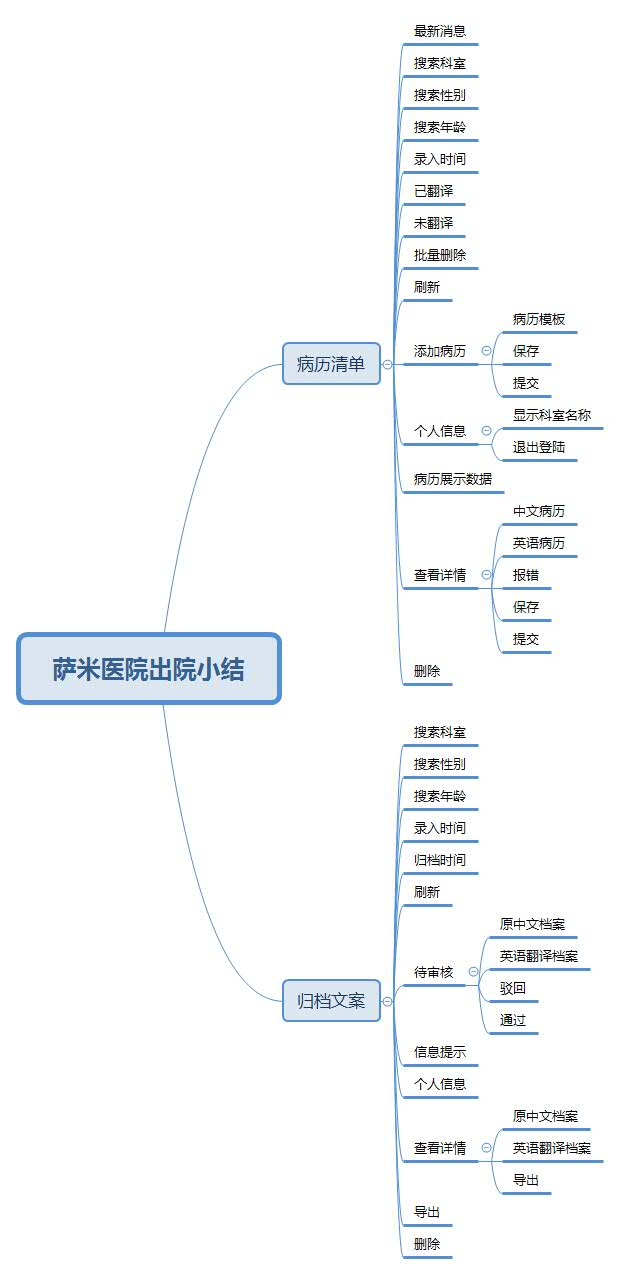 萨米医院出院小结
病历清单
最新消息
搜索科室
搜索性别
搜索年龄
录入时间
已翻译
未翻译
批量删除
刷新
添加病历
病历模板
保存
提交
个人信息
显示科室名称
退出登陆
病历展示数据
查看详情
中文病历
英语病历
报错
保存
提交
删除
归档文案
搜索科室
搜索性别
搜索年龄
录入时间
归档时间
刷新
待审核
原中文档案
英语翻译档案
驳回
通过
信息提示
个人信息
查看详情
原中文档案
英语翻译档案
导出
导出
删除